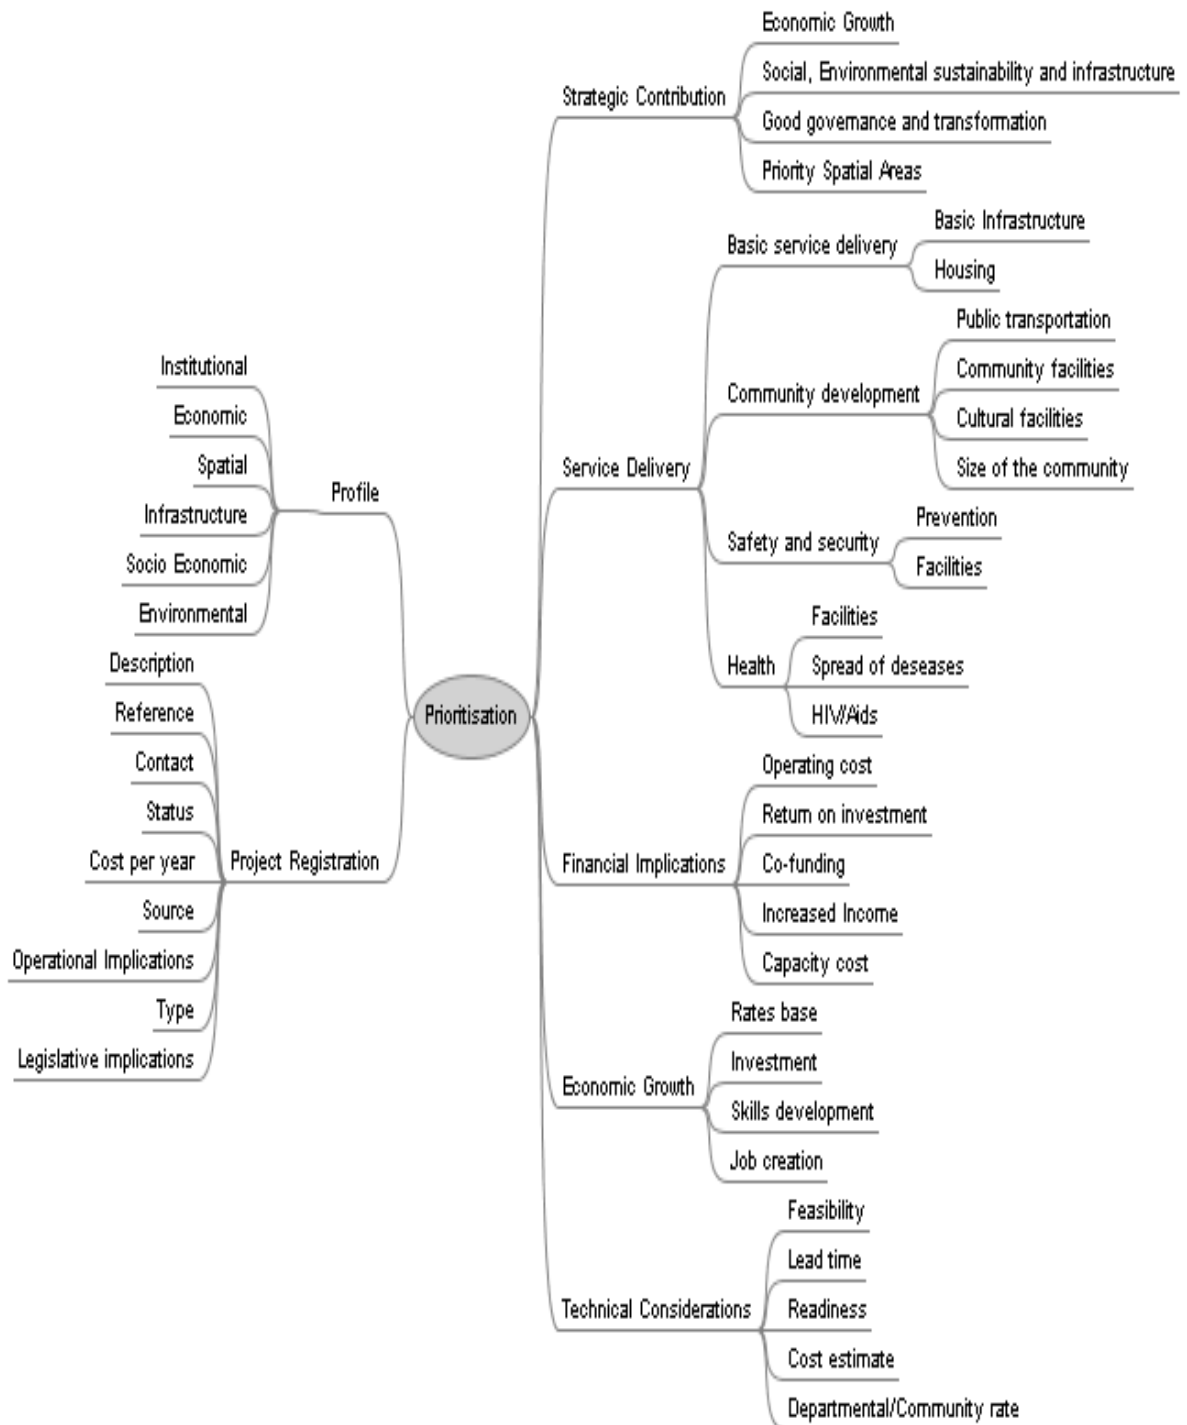 Economic Growth
Social, Environmental sustainability and infrastructure
Strategic Contribution
Good governance and transformation
Priority Spatial Areas
Basic Infrastructure
Basic service delivery
Housing
Public transportation
Community facilities
Community development
Cultural facilities
Size of the community
Service Delivery
Prevention
Safety and security
Facilities
Facilities
Health
Spread of deseases
HIV/Aids
Institutional
Economic
Spatial
Profile
Infrastructure
Socio Economic
Environmental
Prioritisation
Description
Reference
Contact
Status
Cost per year
Project Registration
Source
Operational Implications
Type
Legislative implications
Operating cost
Return on investment
Financial Implications
Co-funding
Increased Income
Capacity cost
Rates base
Investment
Economic Growth
Skills development
Job creation
Feasibility
Lead time
Technical Considerations
Readiness
Cost estimate
Departmental/Community rate